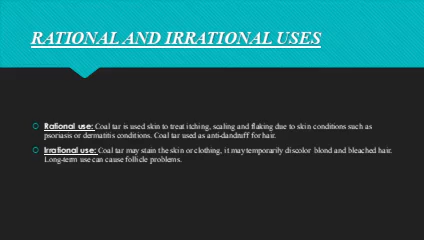 RATIONAL AND IRRATIONAL USES
Rational use: Coal tar is used skin to treat itching, scaling and flaking due to skin conditions such as
psoriasis or dermatitis conditions. Coal tar used as anti-dandruff for hair.
Irrational use: Coal tar may stain the skin or clothing, it may temporarily discolor blond and bleached hair.
Long-term use can cause follicle problems.